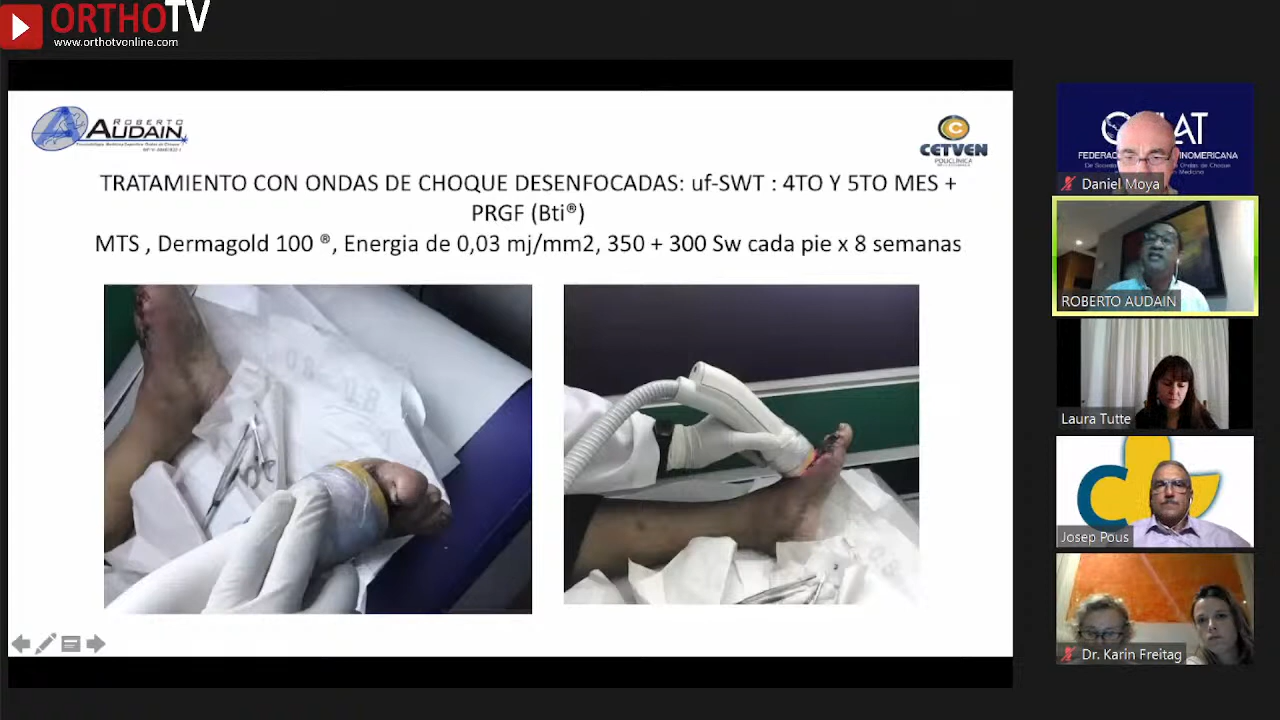 ORTHOTV
www.orthotvonline.com
ROBERTO
AUDAIN
CETVEN
POLICLÍNICA
TRATAMIENTO CON ONDAS DE CHOQUE DESENFOCADAS: uf-SWT : 4TO Y 5TO MES +
PRGF (Bti®)
MTS , Dermagold 100 ®, Energia de 0,03 mj/mm2, 350 + 300 Sw cada pie x 8 semanas
Daniel Moya
ROBERTO AUDAIN
Laura Tutte
Josep Pous
Dr. Karin Freitag